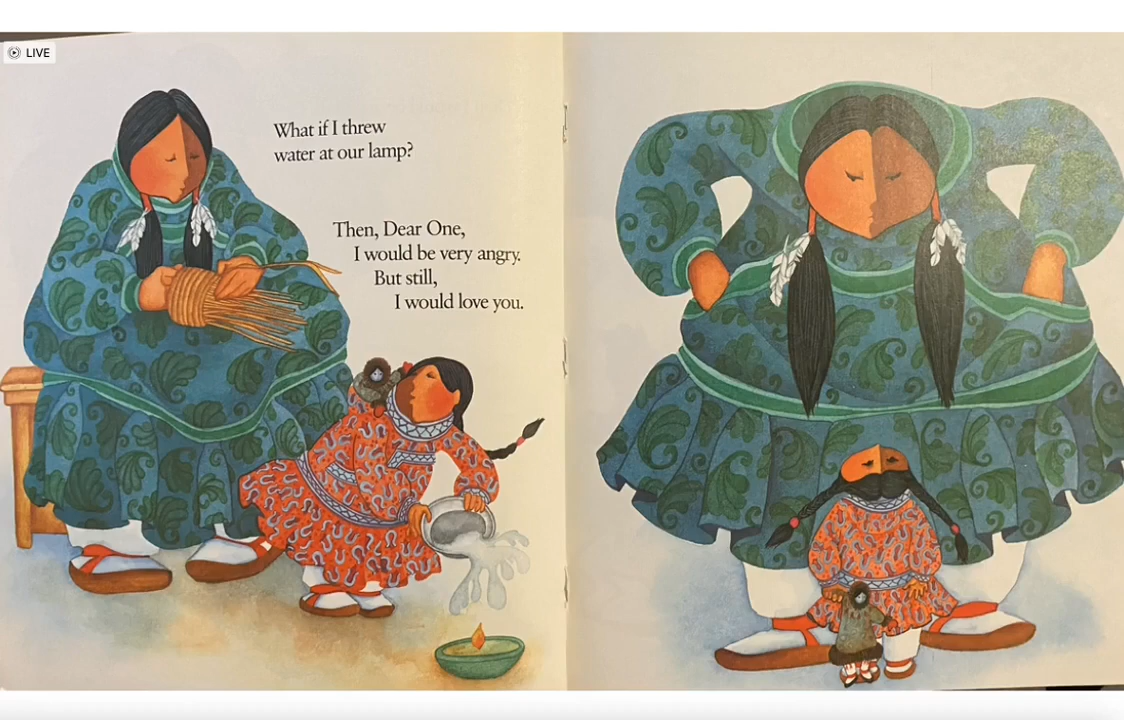 LIVE
What if I threw
water at our lamp?
Then, Dear One,
I would be very angry.
But still,
I would love you.